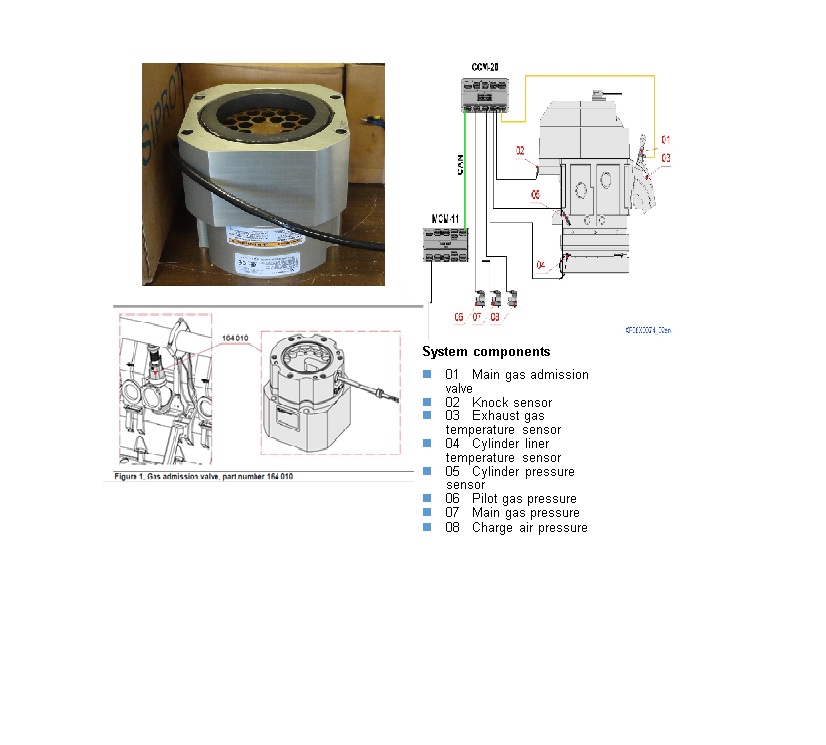 CCM-20
01
03
02
05
CAN
MCM-11
04
06 07 08
164 010
Figure 1, Gas admission valve, part number 164 010
System components
01 Main gas admission
valve
02 Knock sensor
03 Exhaust gas
temperature sensor
04 Cylinder liner
temperature sensor
05 Cylinder pressure
sensor
06 Pilot gas pressure
07 Main gas pressure
08 Charge air pressure